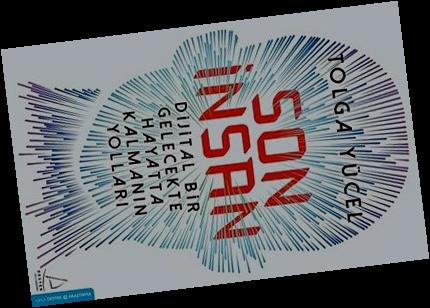 TOLGA YÜCEL
SON
İNSAN
DİJİTAL BİR
GELECEKTE
HAYATTA
KALMANIN
YOLLARI